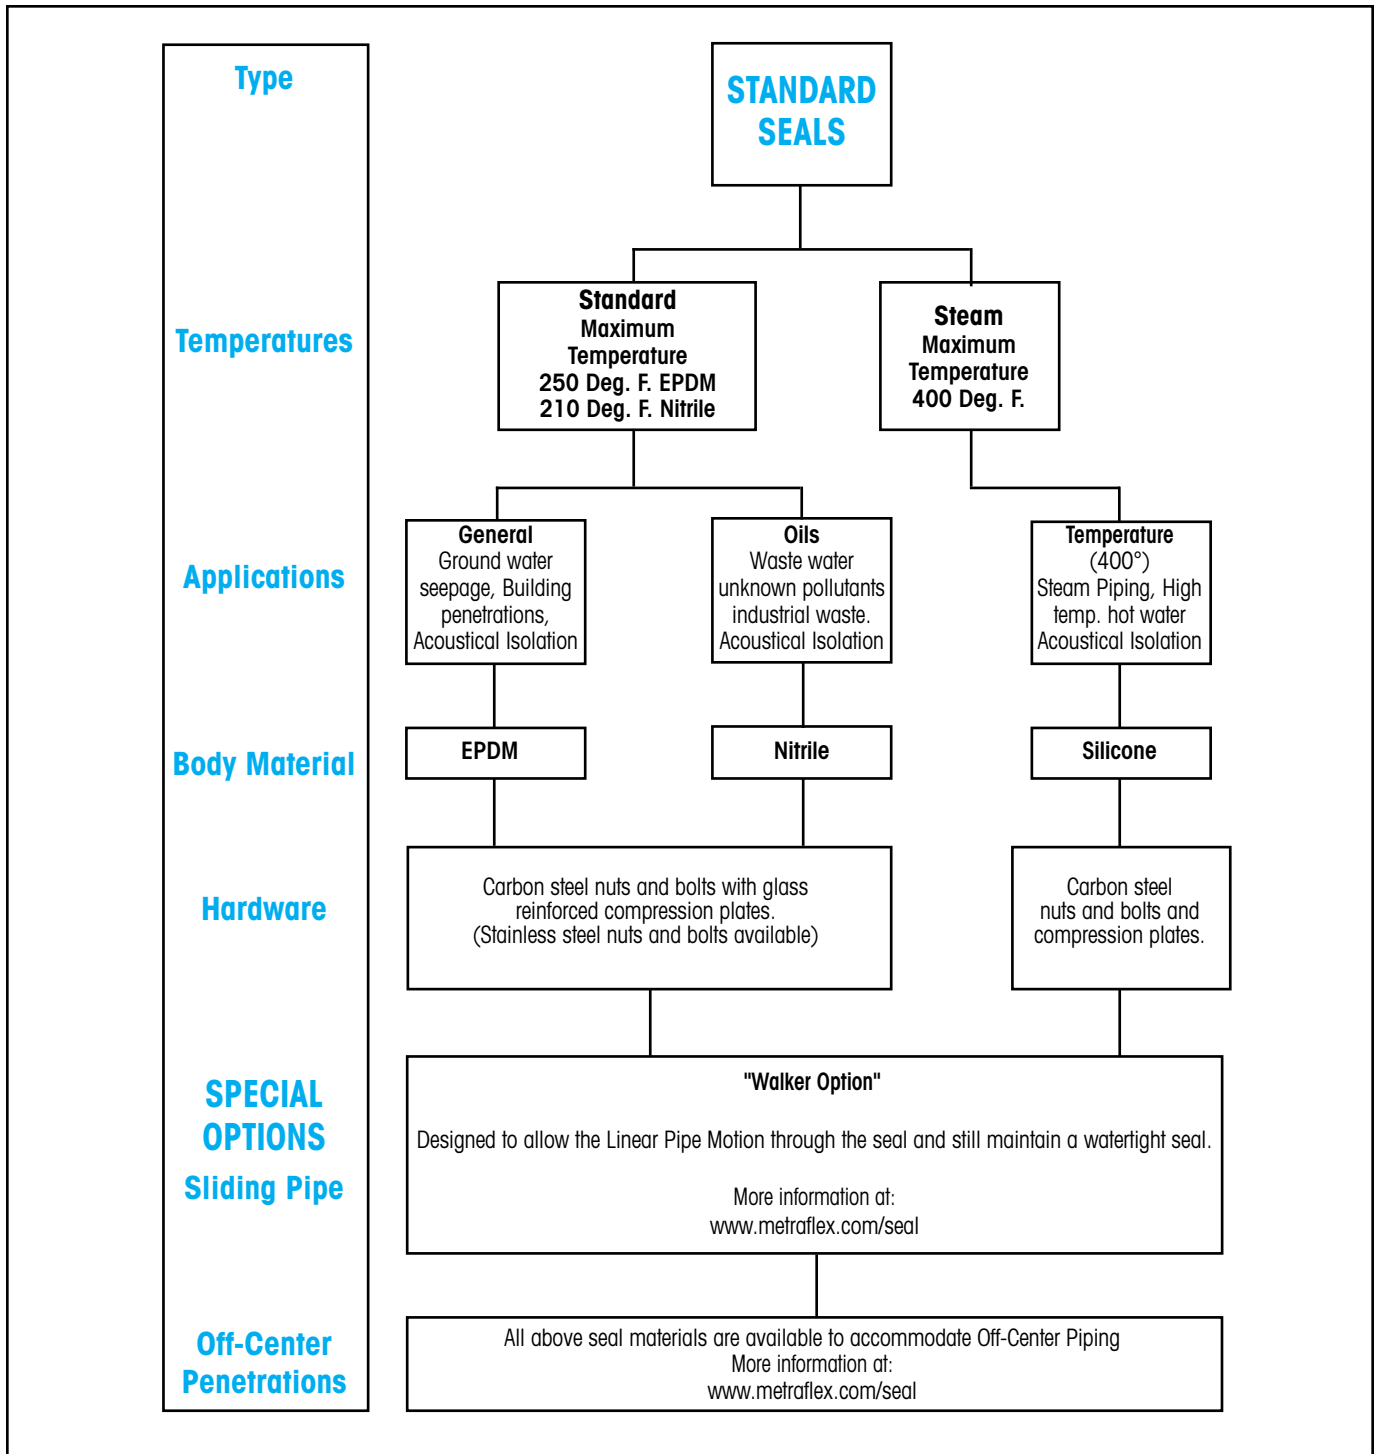 Type
STANDARD
SEALS
Temperatures
Standard
Maximum
Temperature
250 Deg. F. EPDM
210 Deg. F. Nitrile
Steam
Maximum
Temperature
400 Deg. F.
Applications
General
Ground water
seepage, Building
penetrations,
Acoustical Isolation
Oils
Waste water
unknown pollutants
industrial waste.
Acoustical Isolation
Temperature
(400°)
Steam Piping, High
temp. hot water
Acoustical Isolation
Body Material
EPDM
Nitrile
Silicone
Hardware
Carbon steel nuts and bolts with glass
reinforced compression plates.
(Stainless steel nuts and bolts available)
Carbon steel
nuts and bolts and
compression plates.
SPECIAL
OPTIONS
Sliding Pipe
"Walker Option"
Designed to allow the Linear Pipe Motion through the seal and still maintain a watertight seal.
More information at:
www.metraflex.com/seal
Off-Center
Penetrations
All above seal materials are available to accommodate Off-Center Piping
More information at:
www.metraflex.com/seal